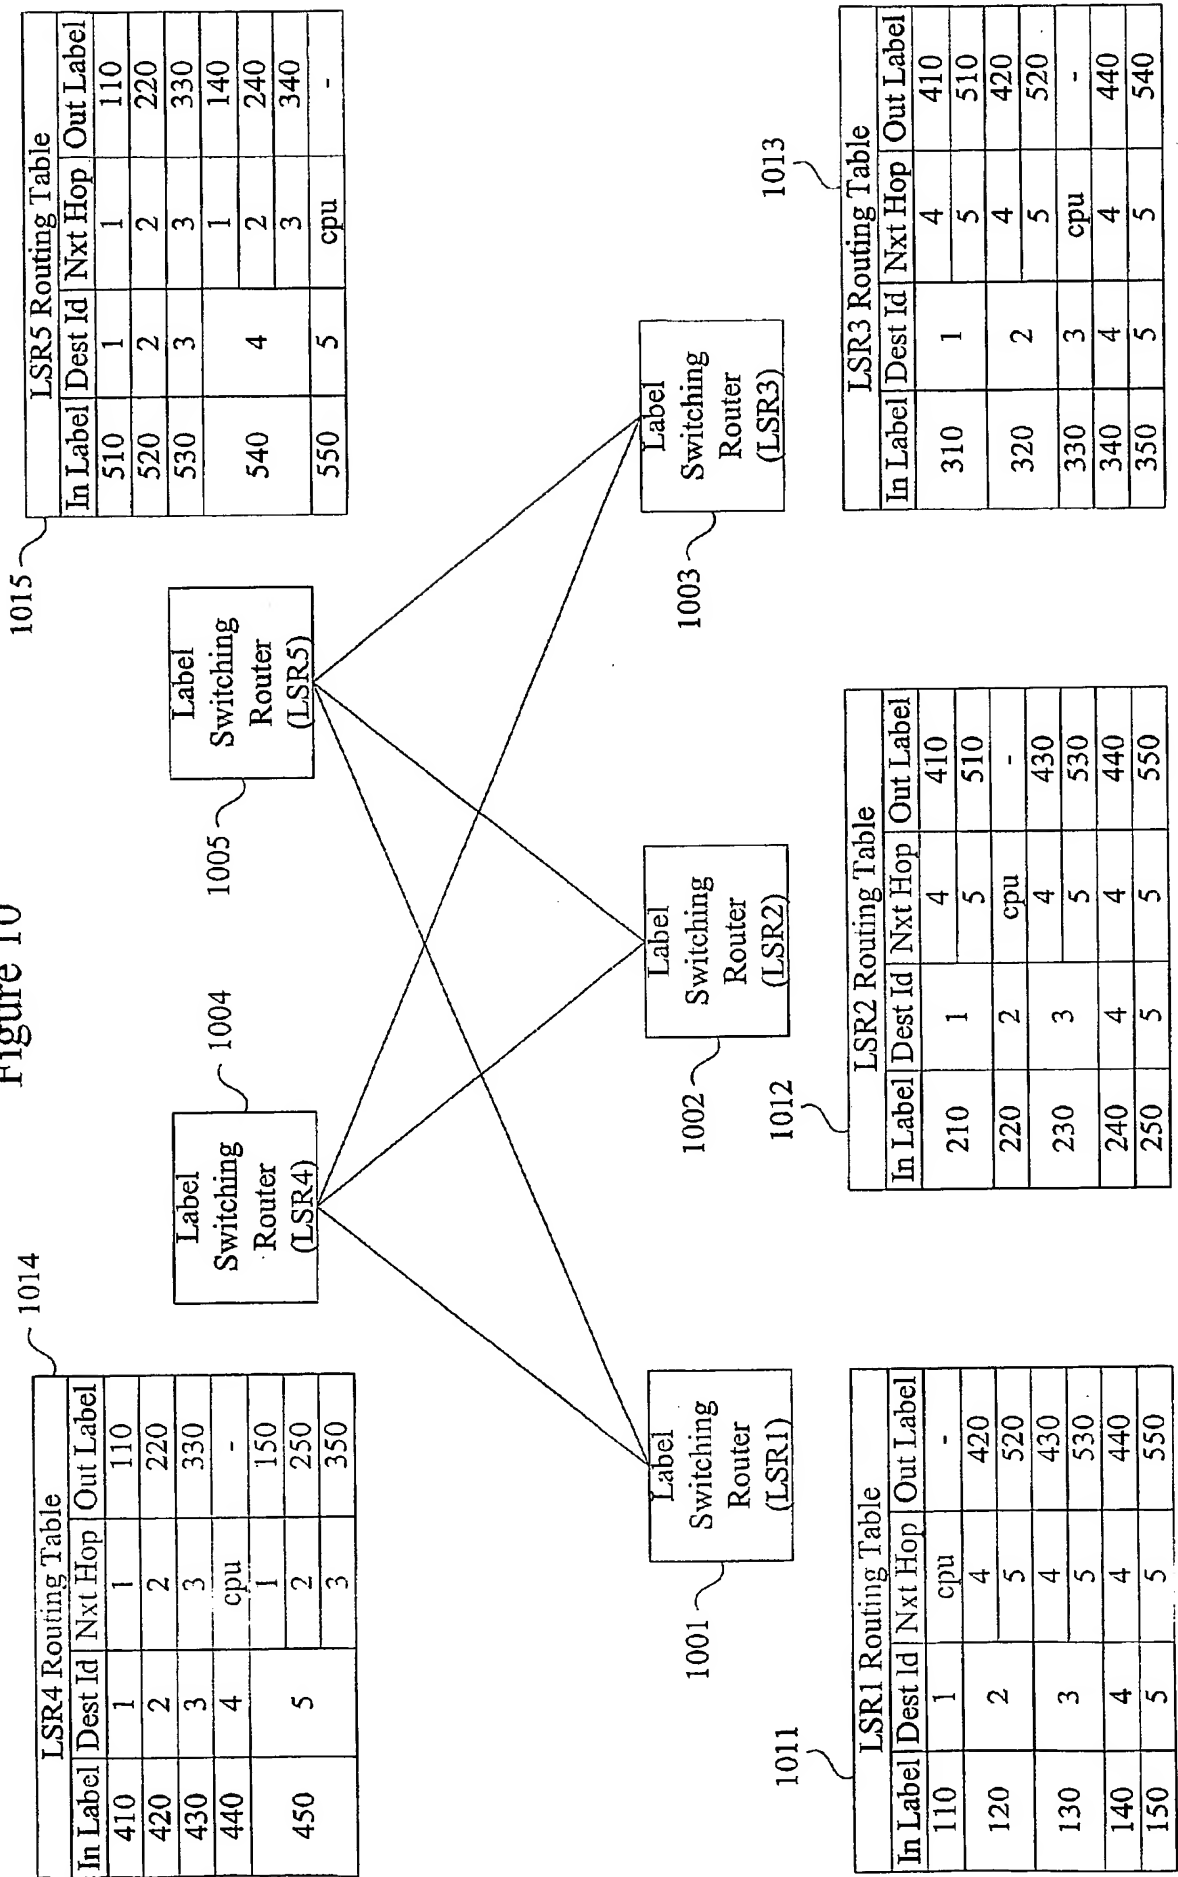 Figure 10
1014
LSR4 Routing Table
In Label Dest Id Nxt Hop Out Label
410 1 1 110
420 2 2 220
430 3 3 330
440 4 cpu -
450 5 1 150
2 250
3 350
1015
LSR5 Routing Table
In Label Dest Id Nxt Hop Out Label
510 1 1 110
520 2 2 220
530 3 3 330
540 4 1 140
2 240
3 340
550 5 cpu -
1004
Label
Switching
Router
(LSR4)
1005
Label
Switching
Router
(LSR5)
1001
Label
Switching
Router
(LSR1)
1002
Label
Switching
Router
(LSR2)
1003
Label
Switching
Router
(LSR3)
1011
LSR1 Routing Table
In Label Dest Id Nxt Hop Out Label
110 1 cpu -
120 2 4 420
5 520
130 3 4 430
5 530
140 4 4 440
150 5 5 550
1012
LSR2 Routing Table
In Label Dest Id Nxt Hop Out Label
210 1 4 410
5 510
220 2 cpu -
230 3 4 430
5 530
240 4 4 440
250 5 5 550
1013
LSR3 Routing Table
In Label Dest Id Nxt Hop Out Label
310 1 4 410
5 510
320 2 4 420
5 520
330 3 cpu -
340 4 4 440
350 5 5 540